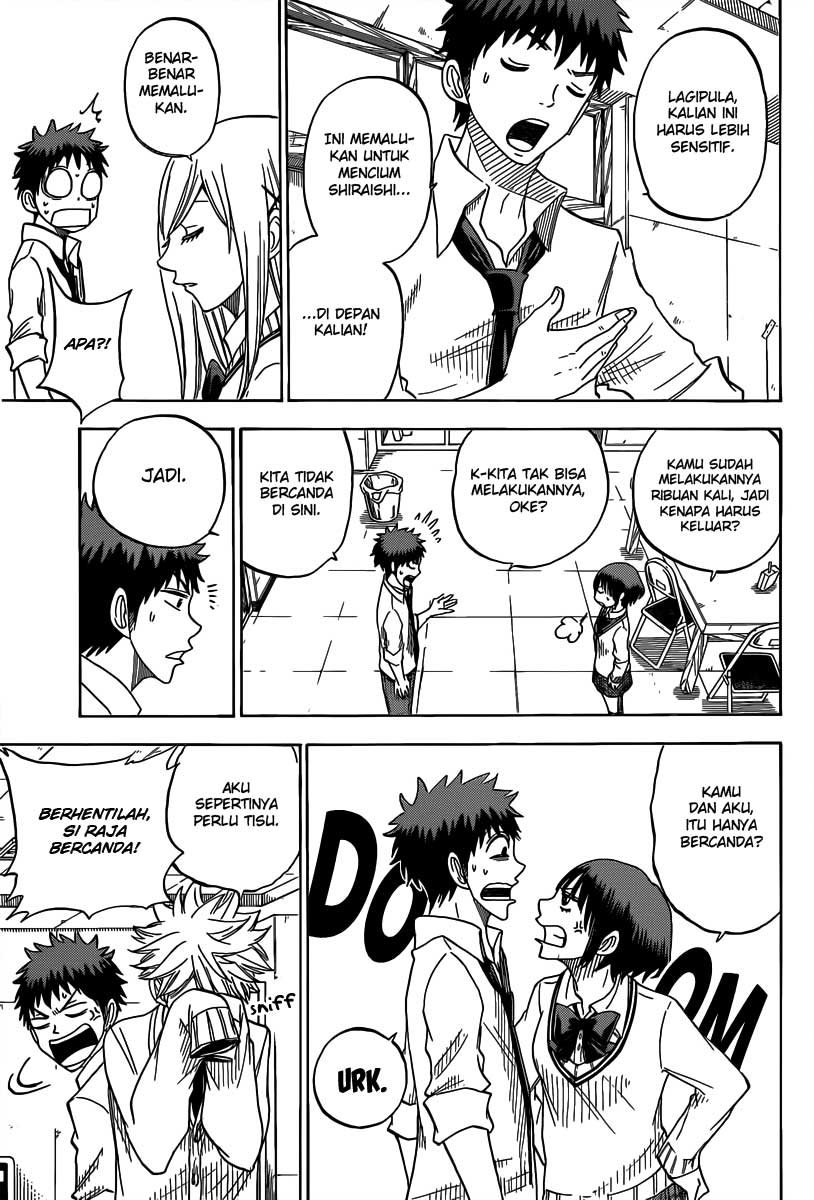 LAGIPULA,
KALIAN INI
HARUS LEBIH
SENSITIF.
INI MEMALU-
KAN UNTUK
MENCIUM
SHIRAISHI...
...DI DEPAN
KALIAN!
BENAR-
BENAR
MEMALU-
KAN.
APA?!
KAMU SUDAH
MELAKUKANNYA
RIBUAN KALI, JADI
KENAPA HARUS
KELUAR?
K-KITA TAK BISA
MELAKUKANNYA,
OKE?
KITA TIDAK
BERCANDA
DI SINI.
JADI.
KAMU
DAN AKU,
ITU HANYA
BERCANDA?
DOOM
URK.
AKU
SEPERTINYA
PERLU TISU.
SNIFF
BERHENTILAH,
SI RAJA
BERCANDA!